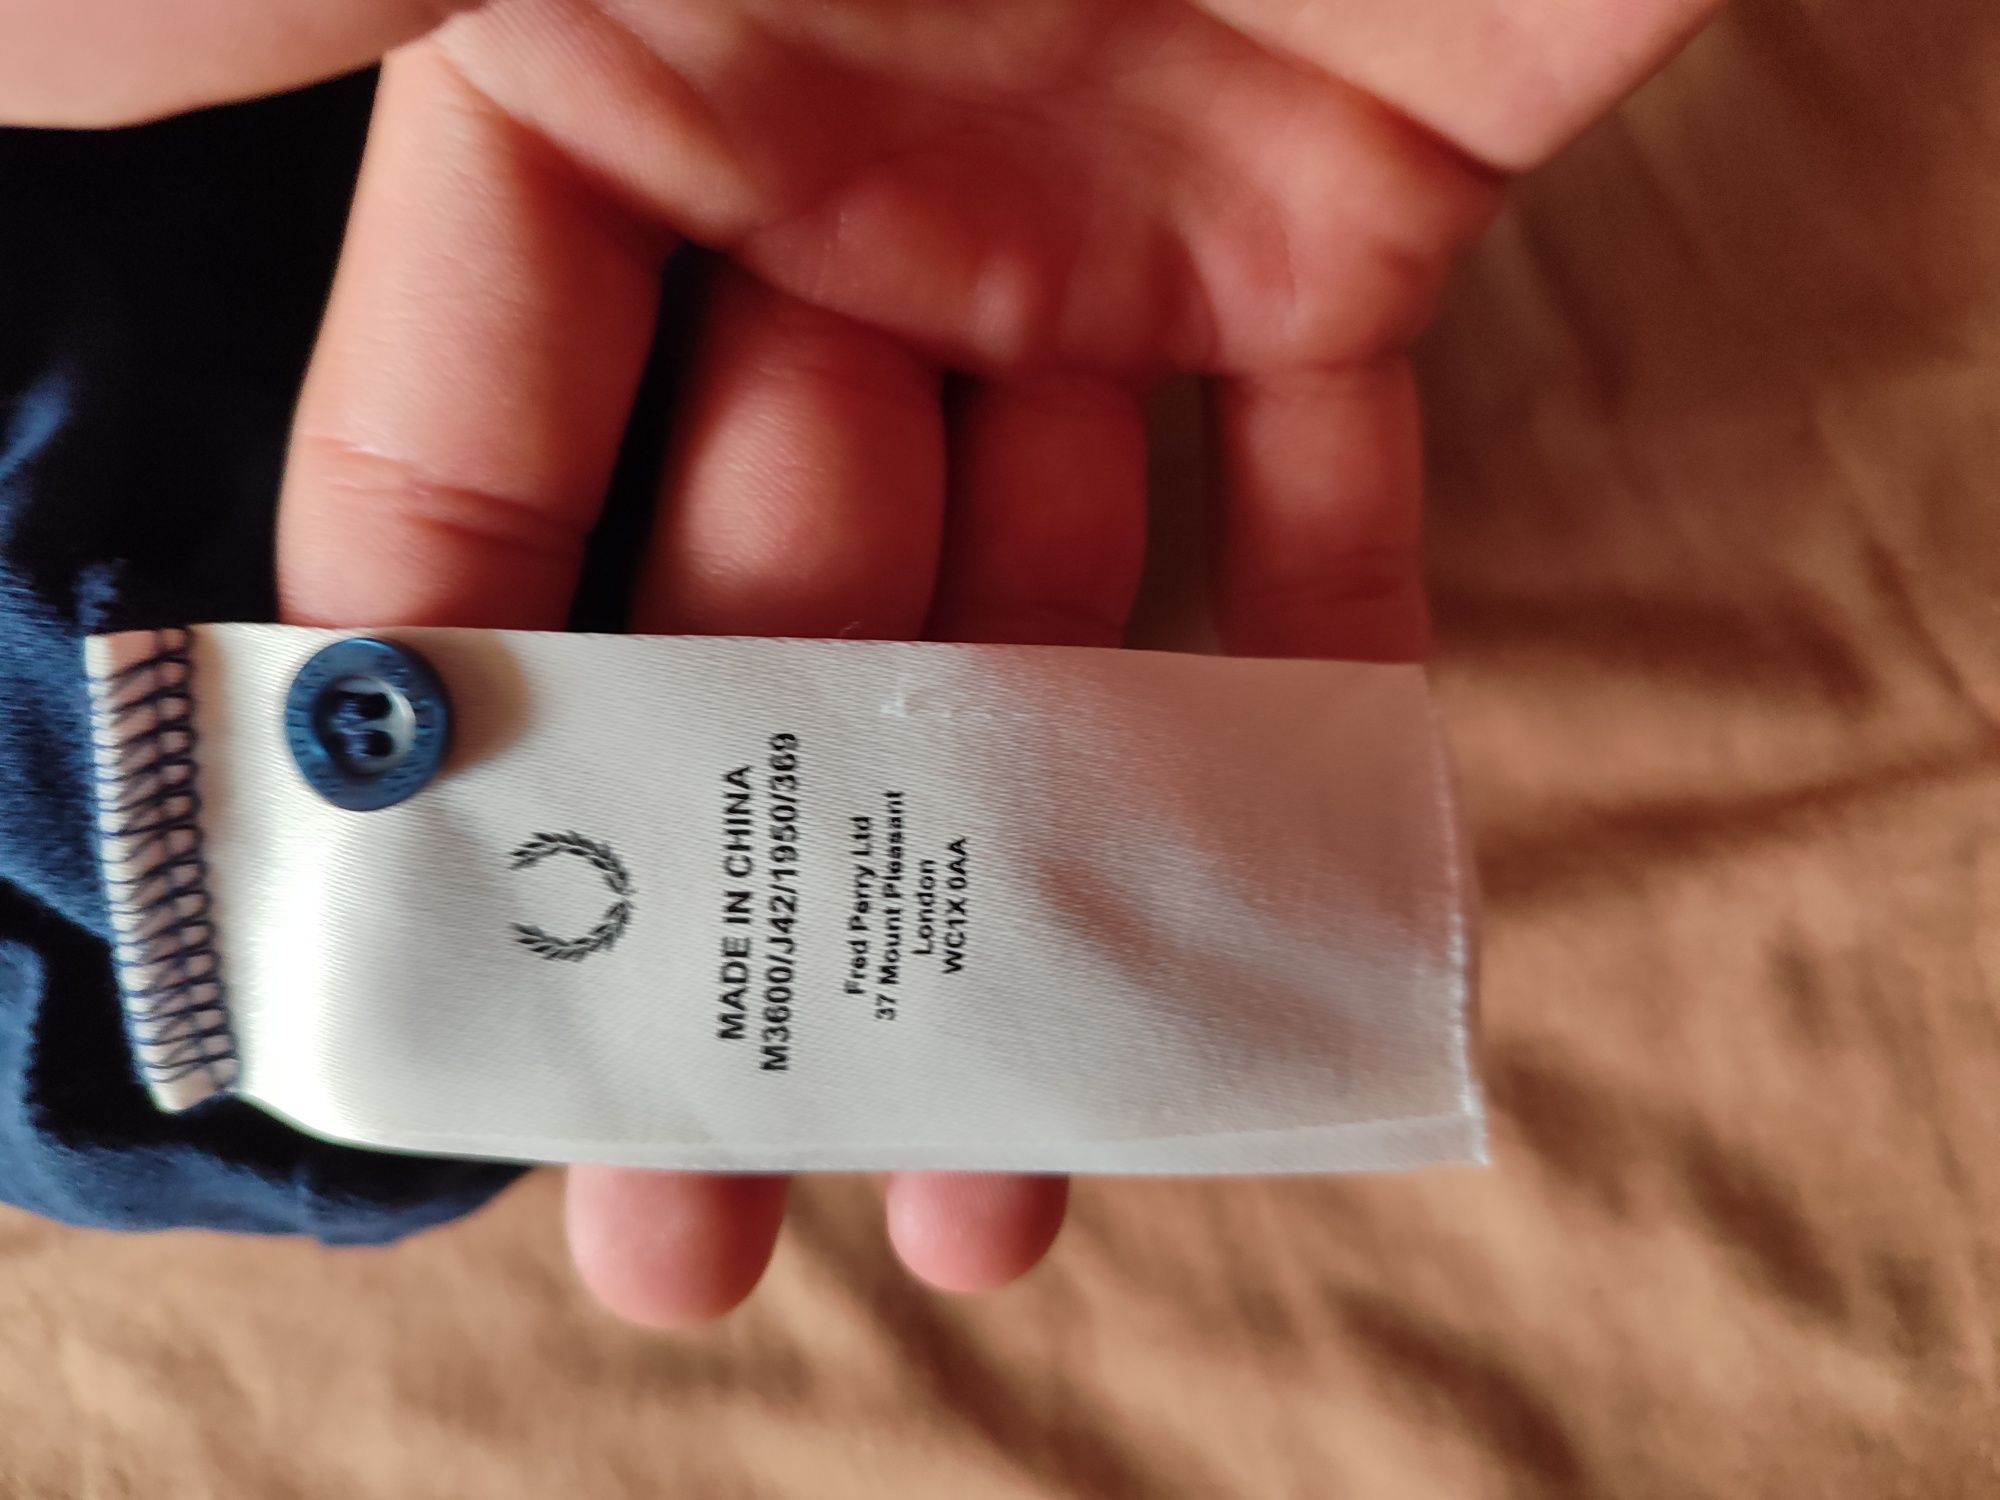 MADE IN CHINA
M3600/J42/1950/369
Fred Perry Ltd
37 Mount Pleasant
London
WC1X 0AA